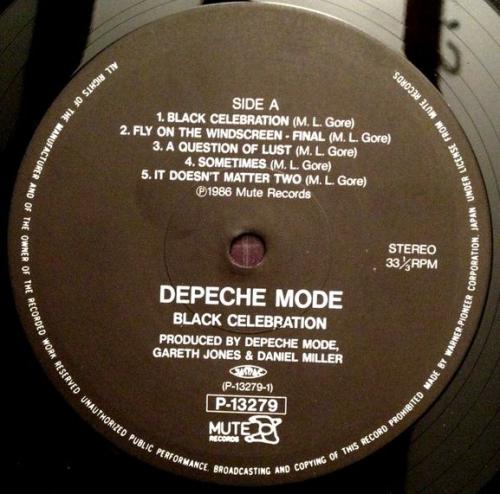 SIDE A
1. BLACK CELEBRATION (M. L. Gore)
2. FLY ON THE WINDSCREEN - FINAL (M. L. Gore)
3. A QUESTION OF LUST (M. L. Gore)
4. SOMETIMES (M. L. Gore)
5. IT DOESN'T MATTER TWO (M. L. Gore)
Ⓟ1986 Mute Records
STEREO
33⅓RPM
DEPECHE MODE
BLACK CELEBRATION
PRODUCED BY DEPECHE MODE,
GARETH JONES & DANIEL MILLER
(P-13279-1)
P-13279
MUTE
RECORDS
ALL RIGHTS OF THE MANUFACTURER AND OF THE OWNER OF THE RECORDED WORK RESERVED UNAUTHORIZED PUBLIC PERFORMANCE, BROADCASTING AND COPYING OF THIS RECORD PROHIBITED MADE BY WARNER-PIONEER CORPORATION, JAPAN UNDER LICENSE FROM MUTE RECORDS